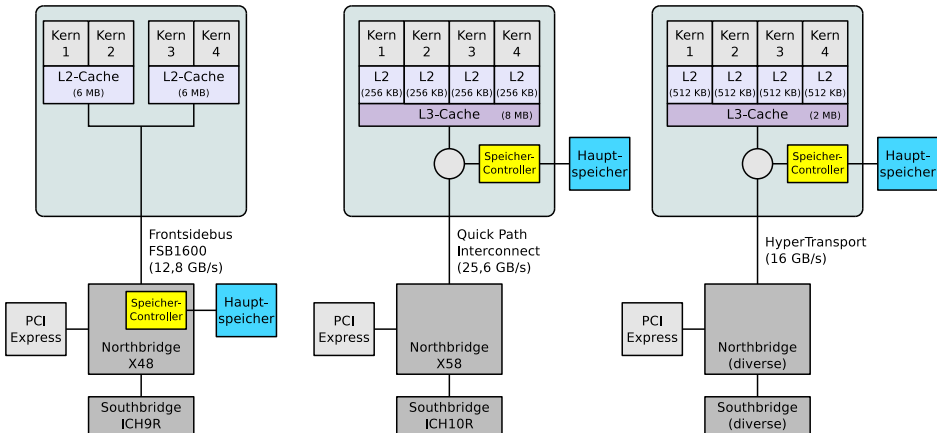 Kern
1
Kern
2
Kern
3
Kern
4
L2-Cache
(6 MB)
L2-Cache
(6 MB)
Frontsidebus
FSB1600
(12,8 GB/s)
PCI
Express
Speicher-
Controller
Haupt-
speicher
Northbridge
X48
Southbridge
ICH9R
Kern
1
Kern
2
Kern
3
Kern
4
L2
(256 KB)
L2
(256 KB)
L2
(256 KB)
L2
(256 KB)
L3-Cache (8 MB)
Speicher-
Controller
Haupt-
speicher
Quick Path
Interconnect
(25,6 GB/s)
PCI
Express
Northbridge
X58
Southbridge
ICH10R
Kern
1
Kern
2
Kern
3
Kern
4
L2
(512 KB)
L2
(512 KB)
L2
(512 KB)
L2
(512 KB)
L3-Cache (2 MB)
Speicher-
Controller
Haupt-
speicher
HyperTransport
(16 GB/s)
PCI
Express
Northbridge
(diverse)
Southbridge
(diverse)